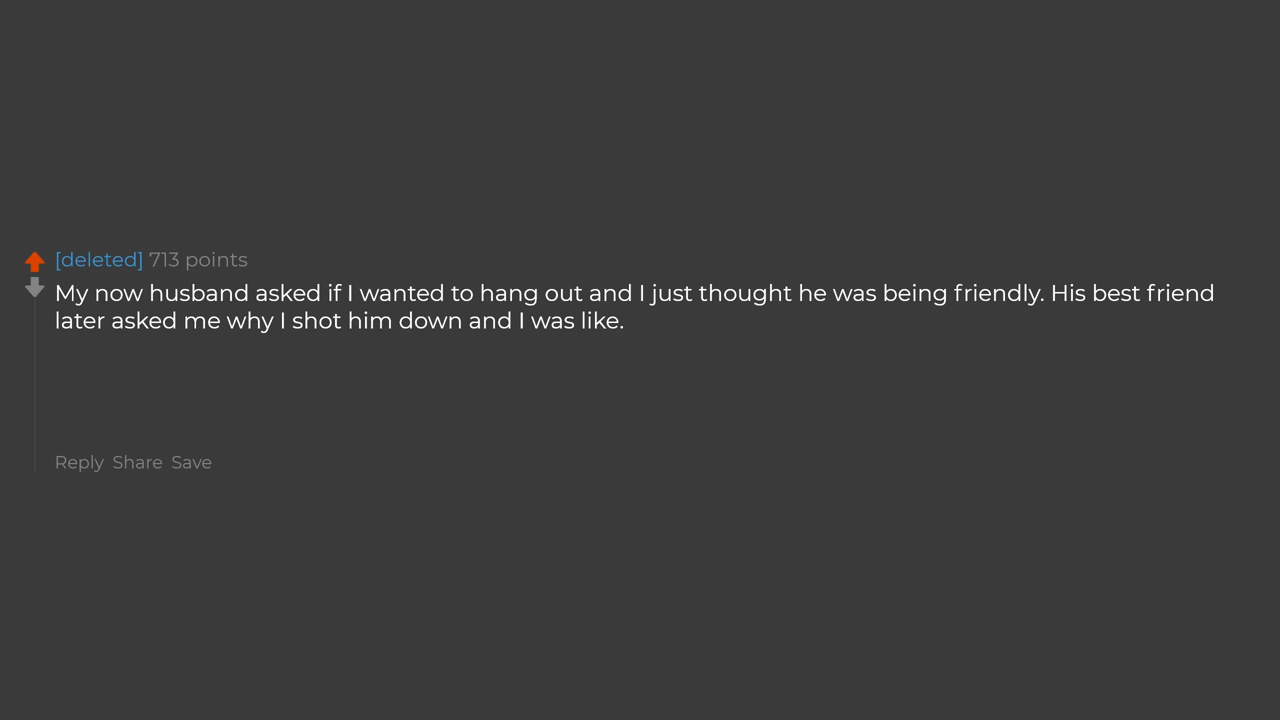 [deleted] 713 points
My now husband asked if I wanted to hang out and I just thought he was being friendly. His best friend
later asked me why I shot him down and I was like.
Reply Share Save